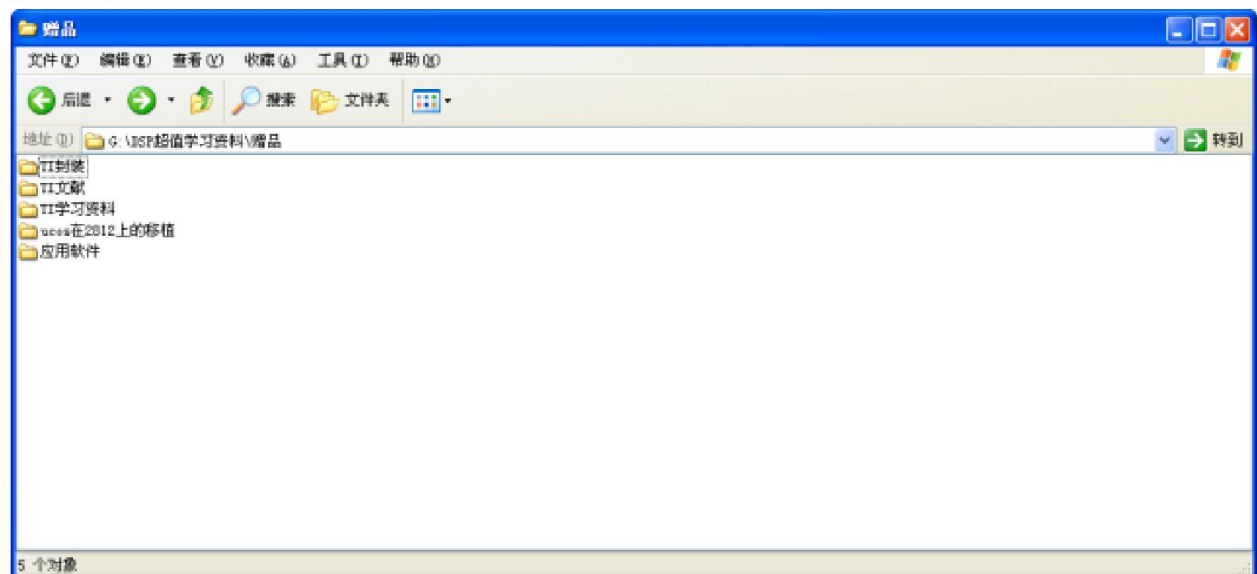 赠品
文件(F) 编辑(E) 查看(V) 收藏(A) 工具(T) 帮助(H)
后退 搜索 文件夹
地址(D) G:\DSP超值学习资料\赠品 转到
TI封装
TI文献
TI学习资料
ucos在2812上的移植
应用软件
5 个对象